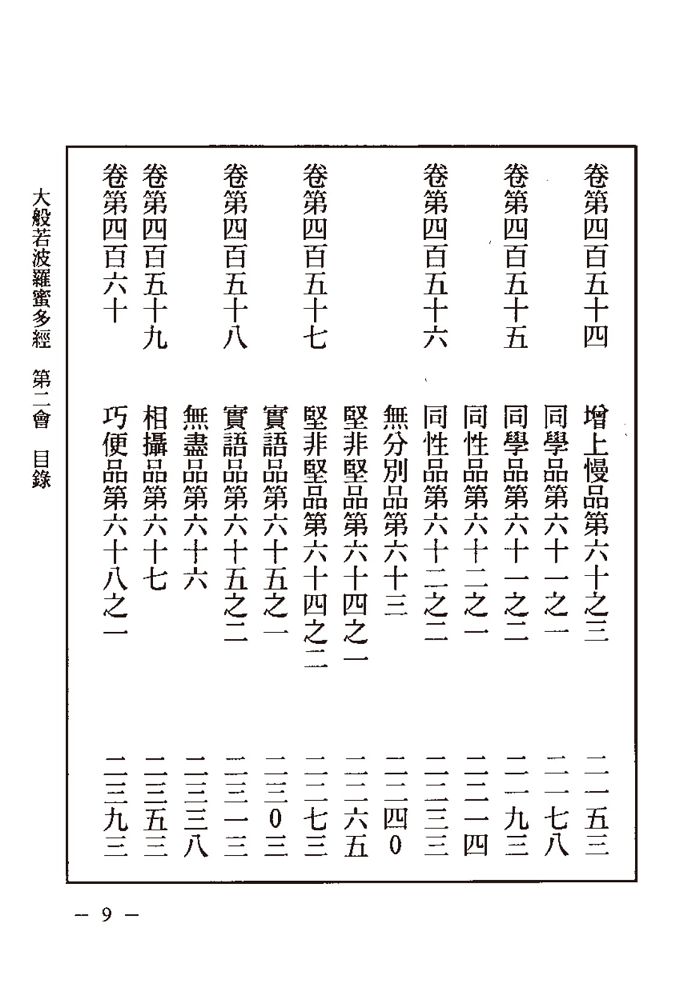 卷第四百五十四 增上慢品第六十之三 二一五三
同學品第六十一之一 二一七八
卷第四百五十五 同學品第六十一之二 二一九三
同性品第六十二之一 二二一四
卷第四百五十六 同性品第六十二之二 二二三三
無分別品第六十三 二二四0
堅非堅品第六十四之一 二二六五
卷第四百五十七 堅非堅品第六十四之二 二二七三
實語品第六十五之一 二三0三
卷第四百五十八 實語品第六十五之二 二三一三
無盡品第六十六 二三三八
卷第四百五十九 相攝品第六十七 二三五三
卷第四百六十 巧便品第六十八之一 二三九三
大般若波羅蜜多經 第二會 目錄
— 9 —